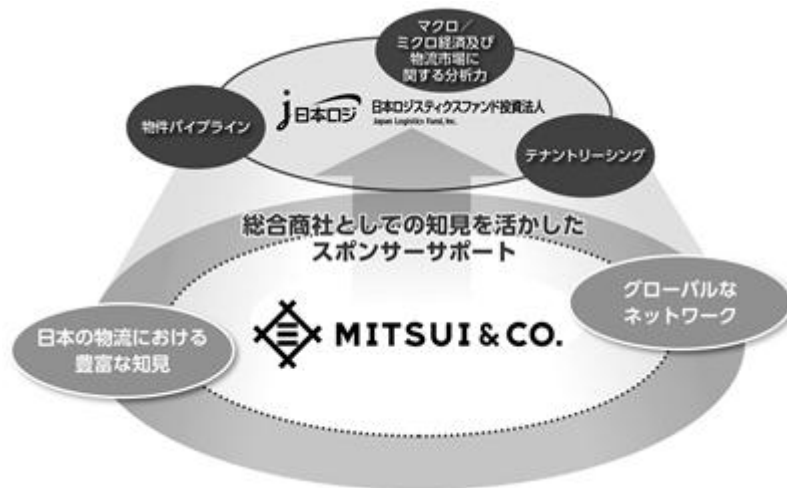 マクロ／
ミクロ経済及び
物流市場に
関する分析力
j日本ロジ 日本ロジスティクスファンド投資法人
Japan Logistics Fund, Inc.
物件パイプライン
テナントリーシング
総合商社としての知見を活かした
スポンサーサポート
グローバルな
ネットワーク
日本の物流における
豊富な知見
MITSUI & CO.